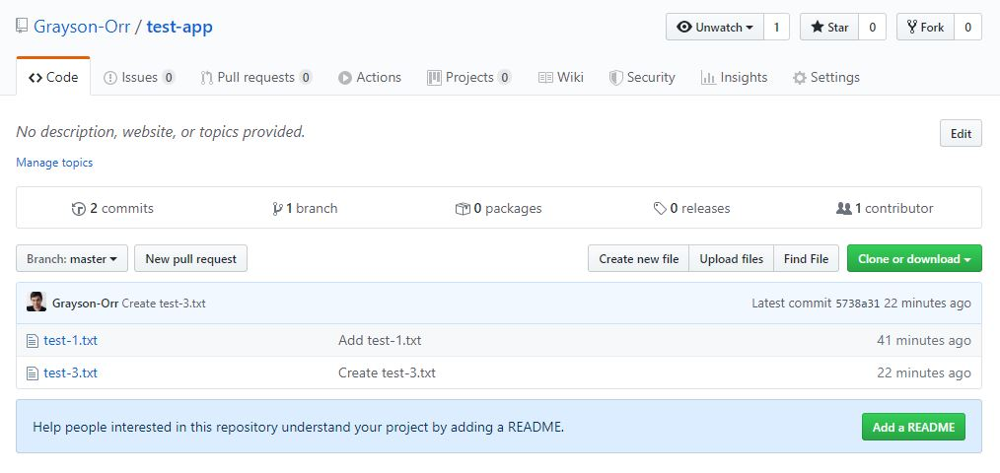 Grayson-Orr / test-app Unwatch 1 Star 0 Fork 0
Code Issues 0 Pull requests 0 Actions Projects 0 Wiki Security Insights Settings
No description, website, or topics provided. Edit
Manage topics
2 commits 1 branch 0 packages 0 releases 1 contributor
Branch: master New pull request Create new file Upload files Find File Clone or download
Grayson-Orr Create test-3.txt Latest commit 5738a31 22 minutes ago
test-1.txt Add test-1.txt 41 minutes ago
test-3.txt Create test-3.txt 22 minutes ago
Help people interested in this repository understand your project by adding a README. Add a README